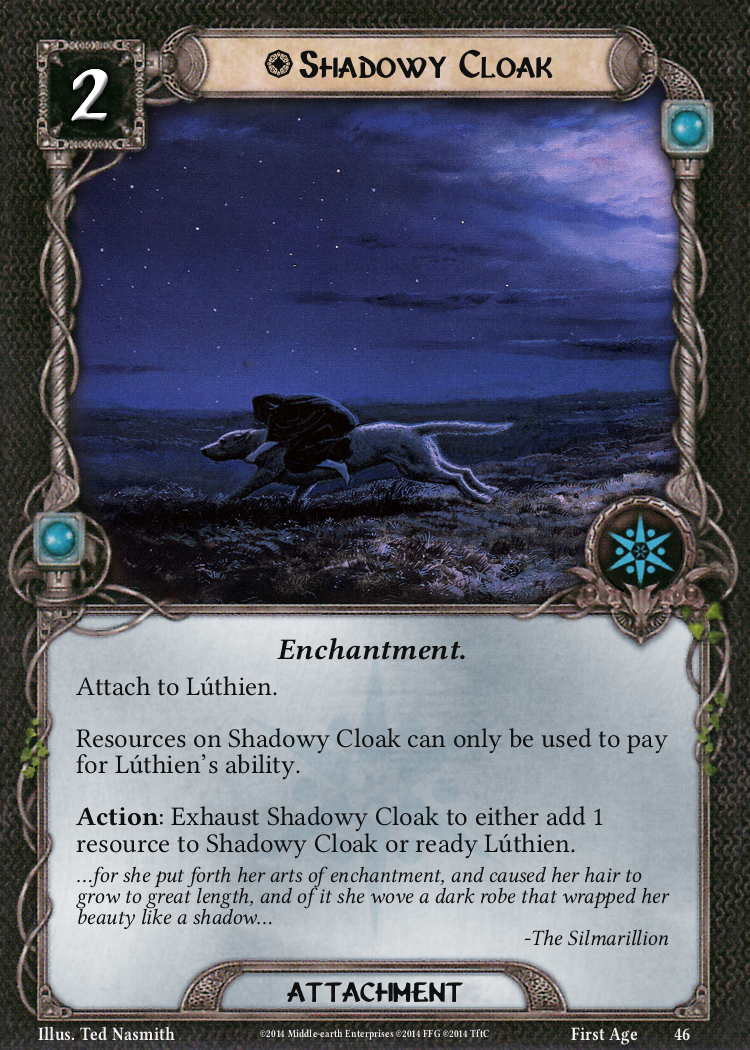 2
Shadowy Cloak
Enchantment.
Attach to Lúthien.
Resources on Shadowy Cloak can only be used to pay
for Lúthien's ability.
Action: Exhaust Shadowy Cloak to either add 1
resource to Shadowy Cloak or ready Lúthien.
...for she put forth her arts of enchantment, and caused her hair to
grow to great length, and of it she wove a dark robe that wrapped her
beauty like a shadow...
-The Silmarillion
ATTACHMENT
Illus. Ted Nasmith ©2014 Middle-earth Enterprises ©2014 FFG ©2014 TftC First Age 46